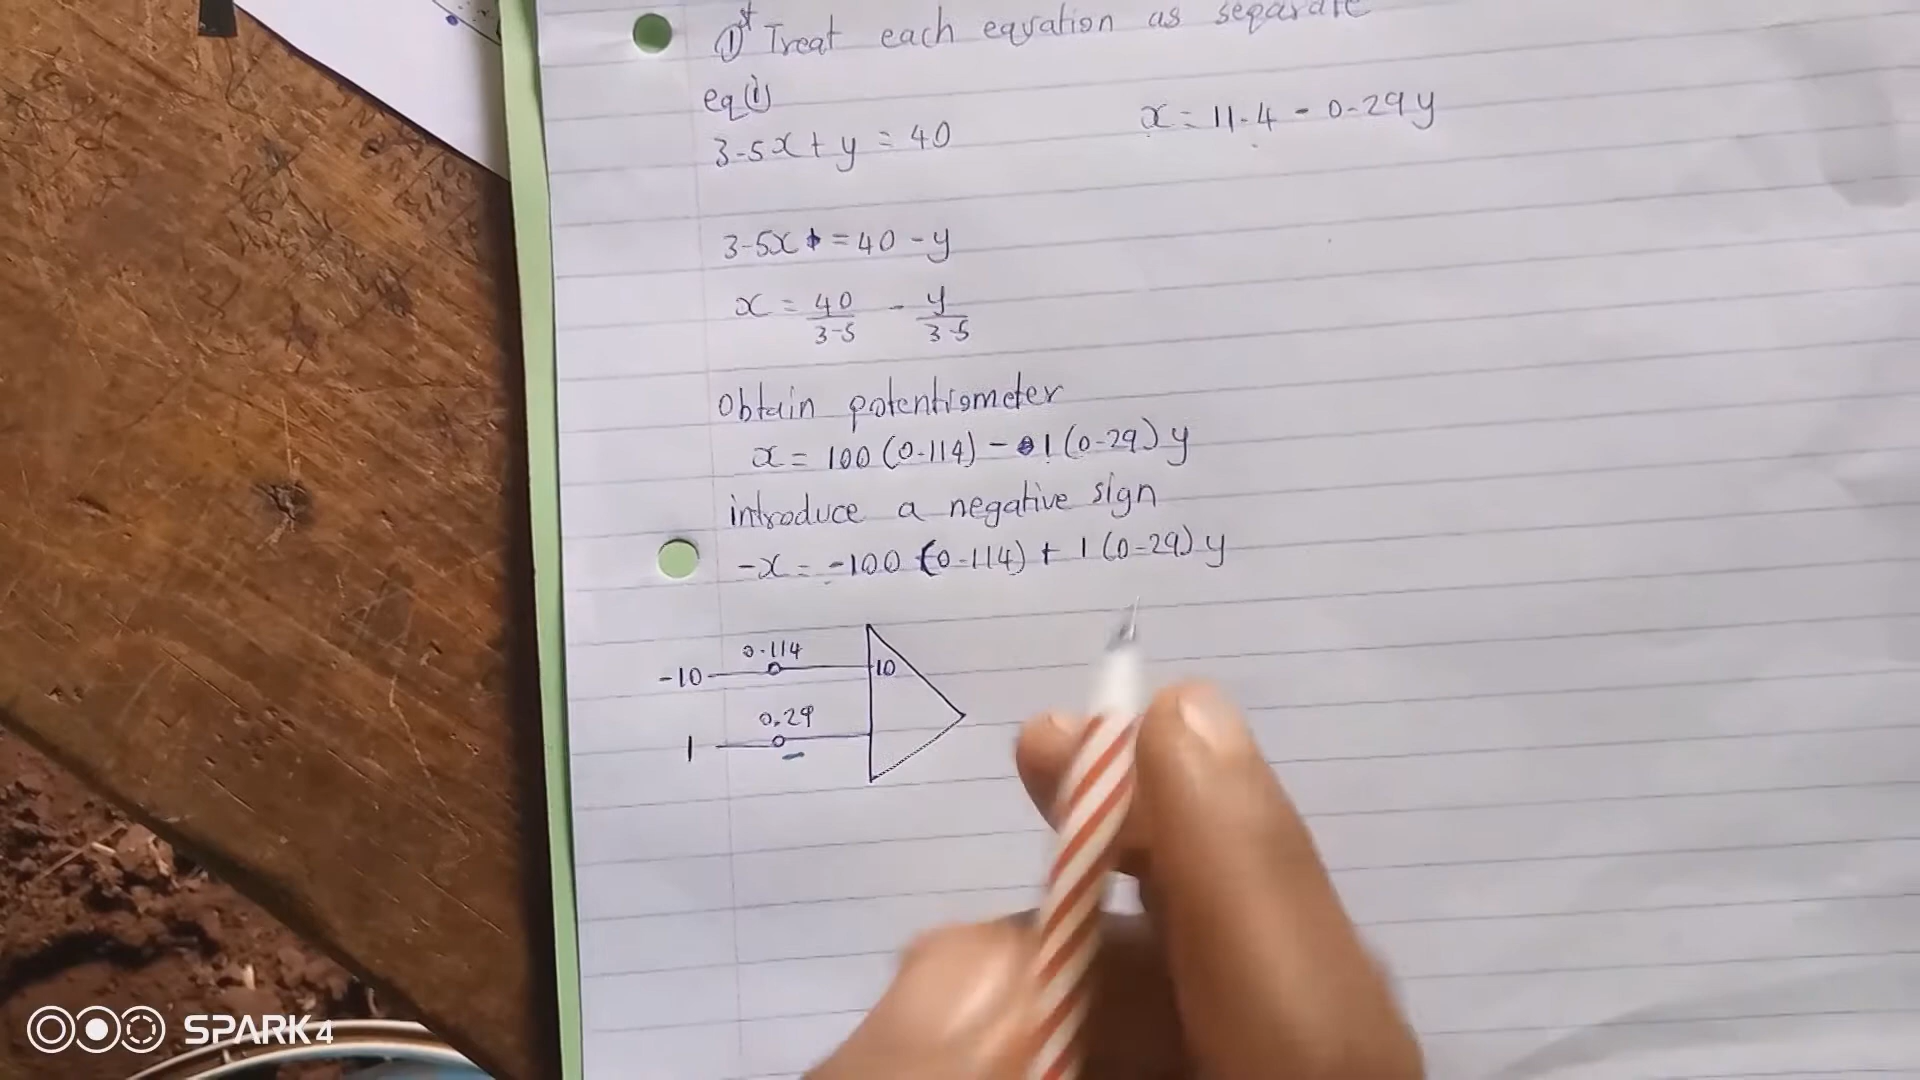 ①st Treat each equation as separate
eq(i)
3.5x + y = 40
x = 11.4 - 0.29y
3.5x = 40 - y
x = 40/3.5 - y/3.5
obtain potentiometer
x = 100 (0.114) - 1 (0.29) y
introduce a negative sign
-x = -100 (0.114) + 1 (0.29) y
0.114
-10 10
0.29
1
SPARK4